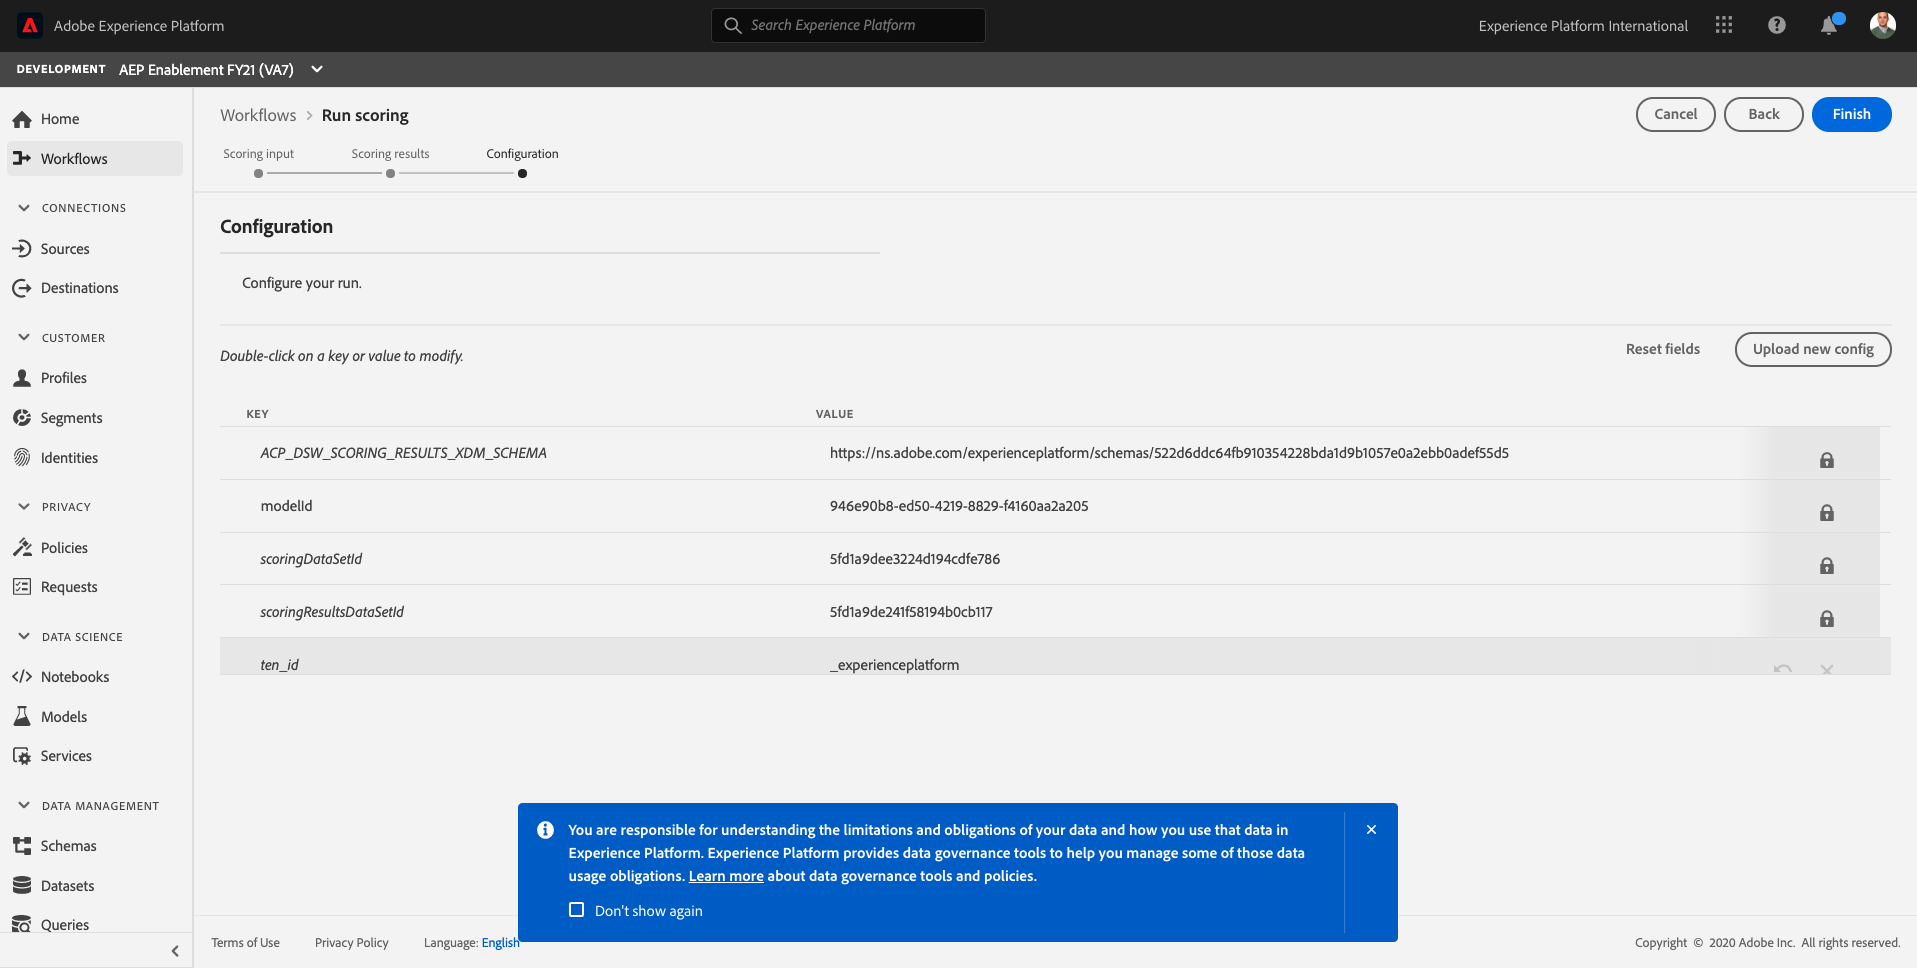 Adobe Experience Platform
Search Experience Platform
Experience Platform International
DEVELOPMENT AEP Enablement FY21 (VA7)
Home
Workflows
CONNECTIONS
Sources
Destinations
CUSTOMER
Profiles
Segments
Identities
PRIVACY
Policies
Requests
DATA SCIENCE
Notebooks
Models
Services
DATA MANAGEMENT
Schemas
Datasets
Queries
Workflows > Run scoring
Cancel
Back
Finish
Scoring input
Scoring results
Configuration
Configuration
Configure your run.
Double-click on a key or value to modify.
Reset fields
Upload new config
KEY VALUE
ACP_DSW_SCORING_RESULTS_XDM_SCHEMA https://ns.adobe.com/experienceplatform/schemas/522d6ddc64fb910354228bda1d9b1057e0a2ebb0adef55d5
modelId 946e90b8-ed50-4219-8829-f4160aa2a205
scoringDataSetId 5fd1a9dee3224d194cdfe786
scoringResultsDataSetId 5fd1a9de241f58194b0cb117
ten_id _experienceplatform
You are responsible for understanding the limitations and obligations of your data and how you use that data in
Experience Platform. Experience Platform provides data governance tools to help you manage some of those data
usage obligations. Learn more about data governance tools and policies.
Don't show again
Terms of Use
Privacy Policy
Language: English
Copyright © 2020 Adobe Inc. All rights reserved.